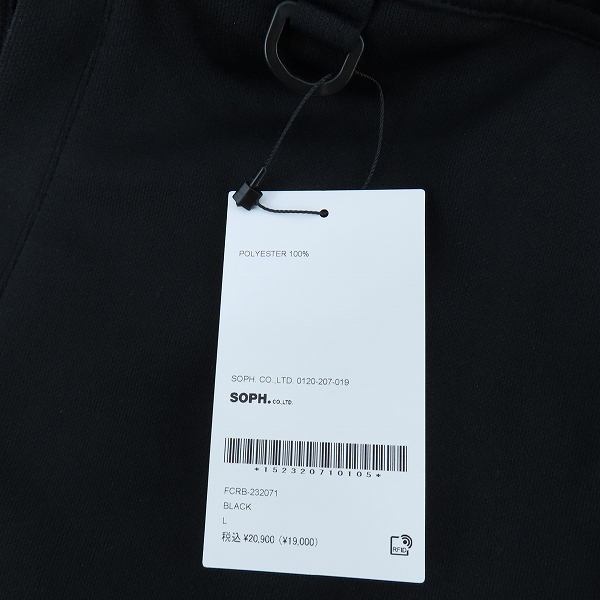 POLYESTER 100%
SOPH. CO.,LTD. 0120-207-019
SOPH. CO.,LTD.
*152320710105*
FCRB-232071
BLACK
L
税込 ¥20,900 (¥19,000)
RFID